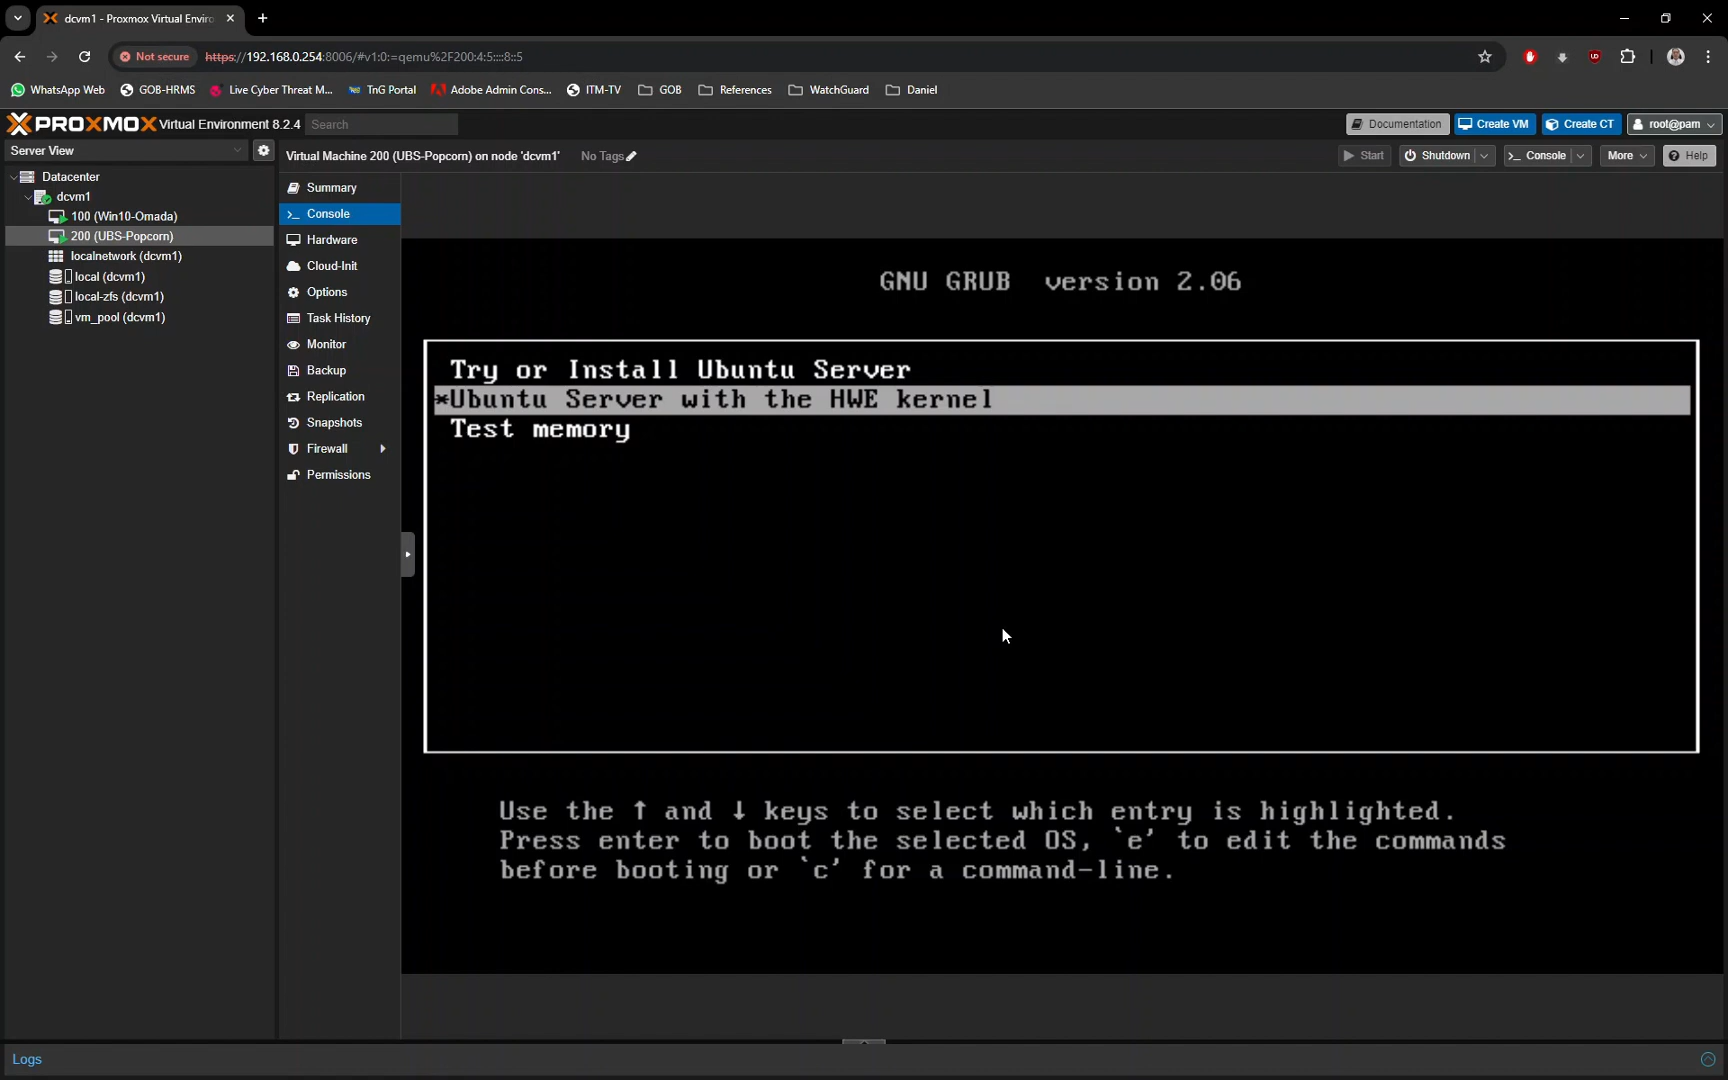 dcvm1 - Proxmox Virtual Enviro
Not secure
https://192.168.0.254:8006/#v1:0:=qemu%2F200:4:5::::8::5
WhatsApp Web
GOB-HRMS
Live Cyber Threat M...
TnG Portal
Adobe Admin Cons...
ITM-TV
GOB
References
WatchGuard
Daniel
PROXMOX Virtual Environment 8.2.4
Search
Documentation
Create VM
Create CT
root@pam
Server View
Virtual Machine 200 (UBS-Popcorn) on node 'dcvm1'
No Tags
Start
Shutdown
>_ Console
More
Help
Datacenter
dcvm1
100 (Win10-Omada)
200 (UBS-Popcorn)
localnetwork (dcvm1)
local (dcvm1)
local-zfs (dcvm1)
vm_pool (dcvm1)
Summary
>_ Console
Hardware
Cloud-Init
Options
Task History
Monitor
Backup
Replication
Snapshots
Firewall
Permissions
GNU GRUB version 2.06
Try or Install Ubuntu Server
*Ubuntu Server with the HWE kernel
Test memory
Use the ↑ and ↓ keys to select which entry is highlighted.
Press enter to boot the selected OS, `e' to edit the commands
before booting or `c' for a command-line.
Logs